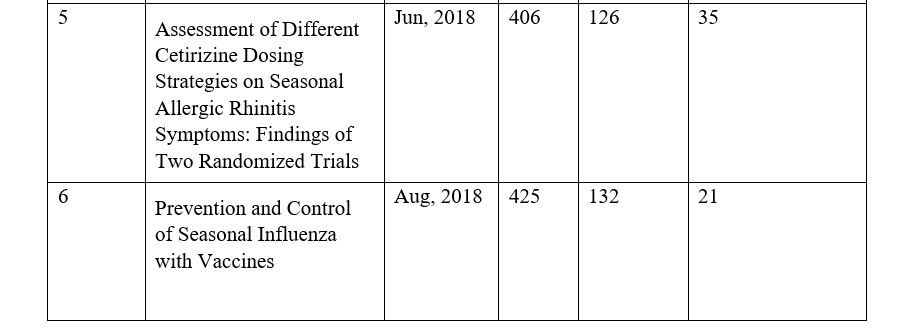 5
Assessment of Different
Cetirizine Dosing
Strategies on Seasonal
Allergic Rhinitis
Symptoms: Findings of
Two Randomized Trials
Jun, 2018
406
126
35
6
Prevention and Control
of Seasonal Influenza
with Vaccines
Aug, 2018
425
132
21